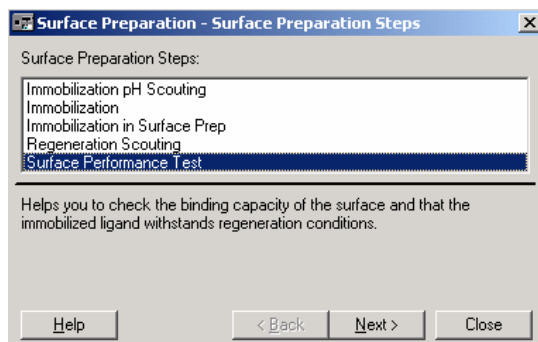 Surface Preparation - Surface Preparation Steps
Surface Preparation Steps:
Immobilization pH Scouting
Immobilization
Immobilization in Surface Prep
Regeneration Scouting
Surface Performance Test
Helps you to check the binding capacity of the surface and that the
immobilized ligand withstands regeneration conditions.
Help < Back Next > Close